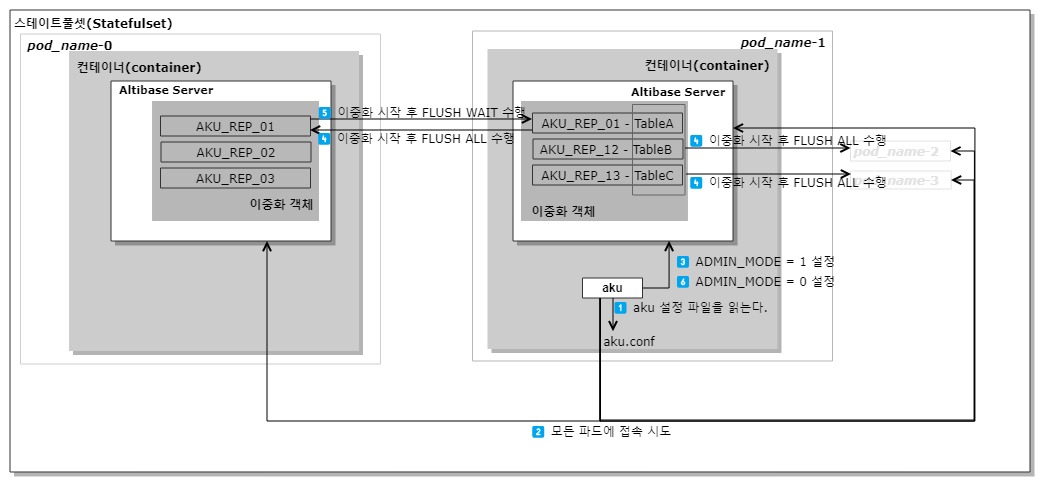 스테이트풀셋(Statefulset)
pod_name-0
컨테이너(container)
Altibase Server
AKU_REP_01
AKU_REP_02
AKU_REP_03
이중화 객체
5 이중화 시작 후 FLUSH WAIT 수행
4 이중화 시작 후 FLUSH ALL 수행
pod_name-1
컨테이너(container)
Altibase Server
AKU_REP_01 - TableA
AKU_REP_12 - TableB
AKU_REP_13 - TableC
이중화 객체
4 이중화 시작 후 FLUSH ALL 수행
pod_name-2
4 이중화 시작 후 FLUSH ALL 수행
pod_name-3
3 ADMIN_MODE = 1 설정
6 ADMIN_MODE = 0 설정
aku
1 aku 설정 파일을 읽는다.
aku.conf
2 모든 파드에 접속 시도